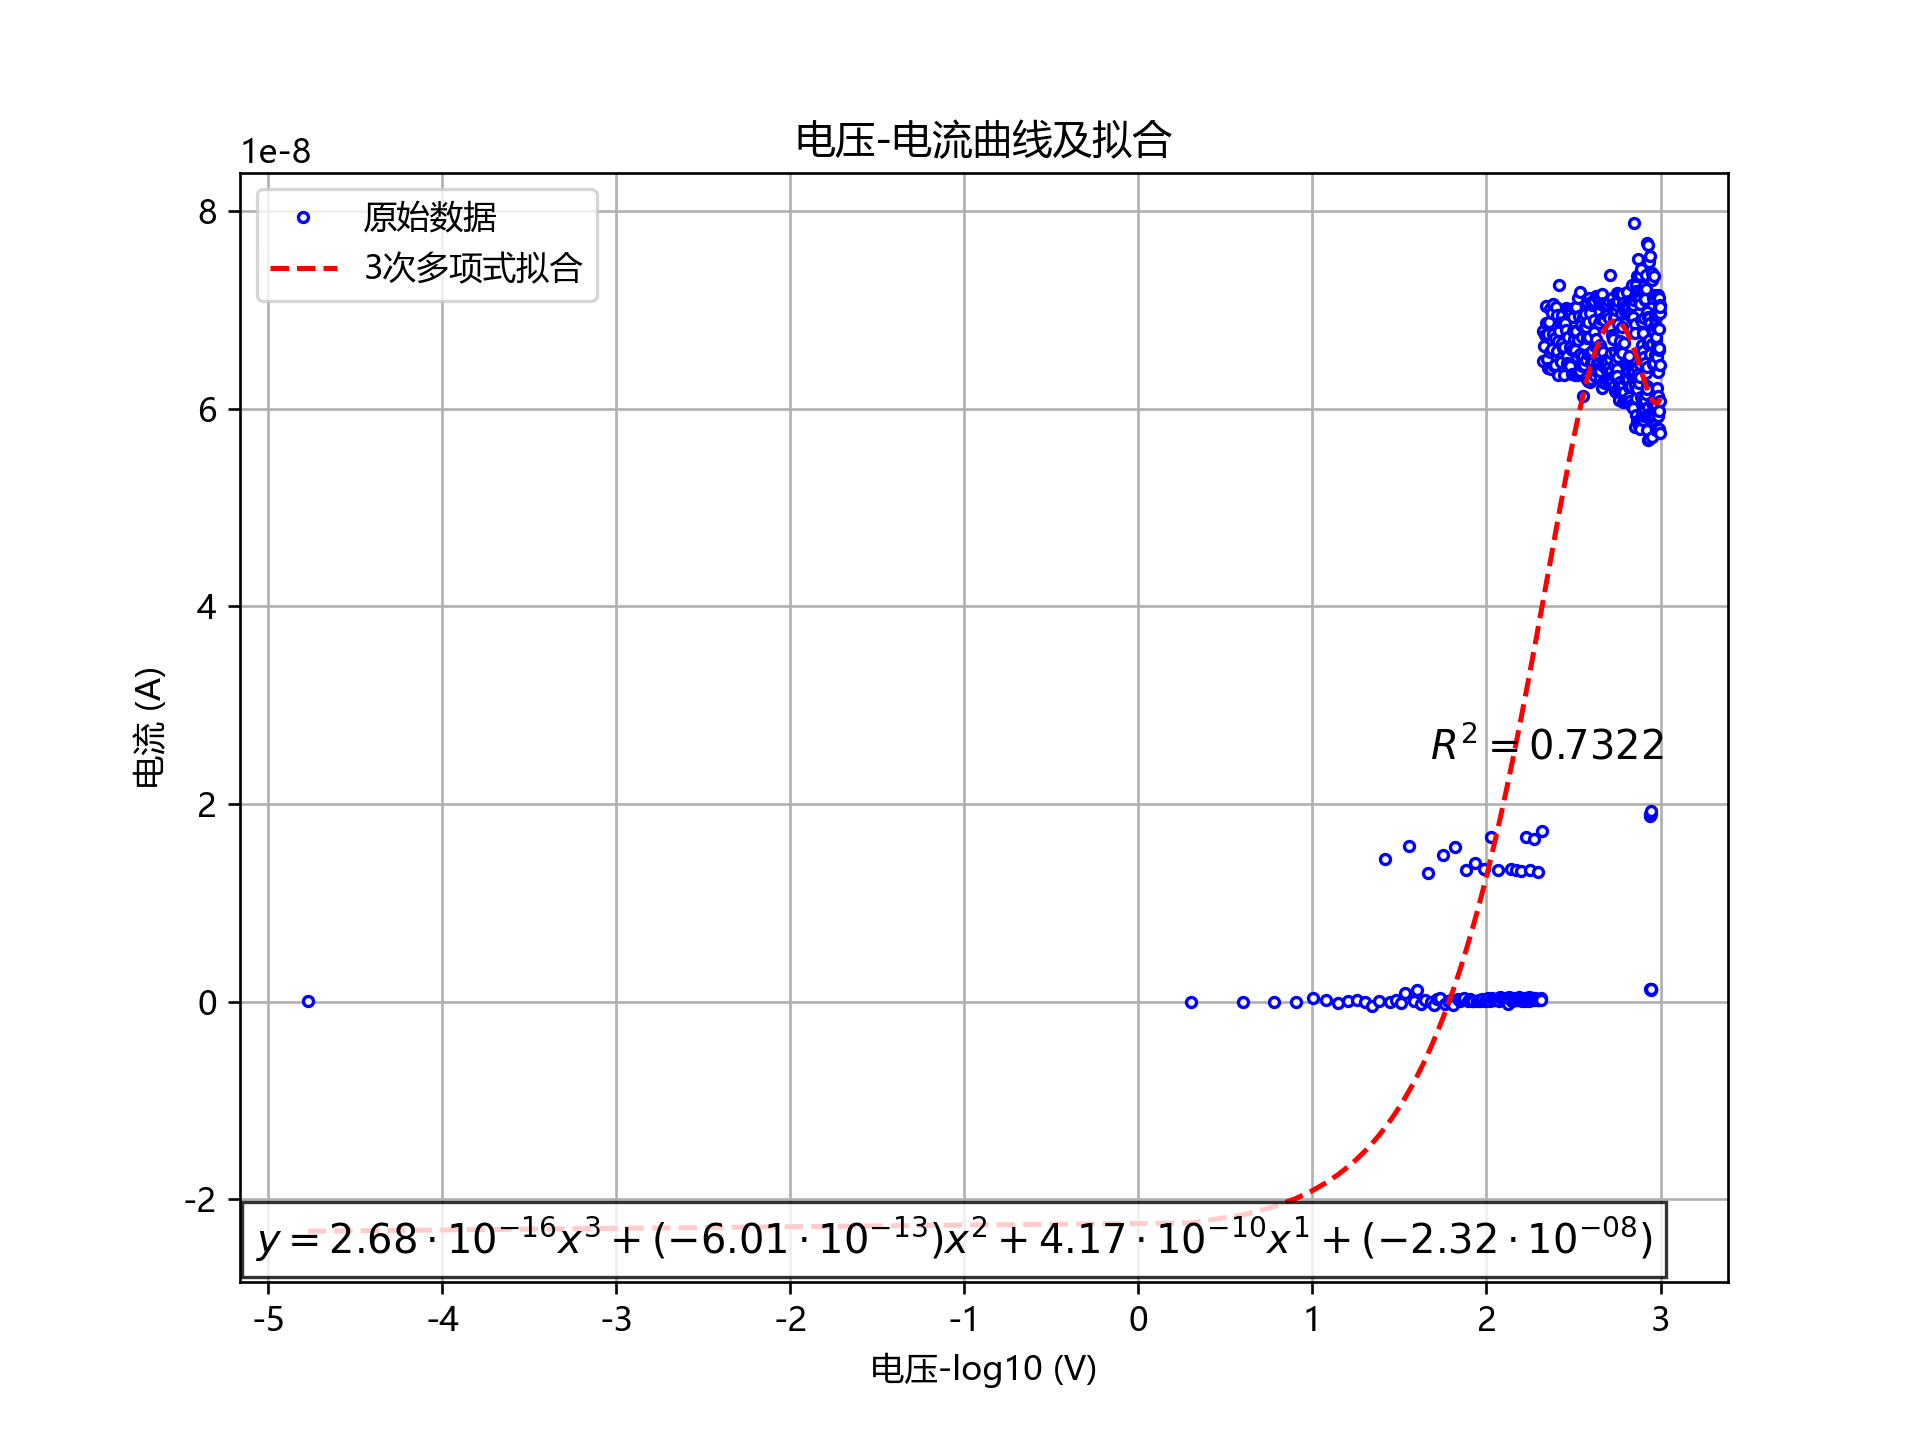 电压-电流曲线及拟合
1e-8
原始数据
3次多项式拟合
8
6
4
2
0
-2
电流 (A)
R² = 0.7322
y = 2.68 · 10⁻¹⁶x³ + (−6.01 · 10⁻¹³)x² + 4.17 · 10⁻¹⁰x¹ + (−2.32 · 10⁻⁰⁸)
-5 -4 -3 -2 -1 0 1 2 3
电压-log10 (V)